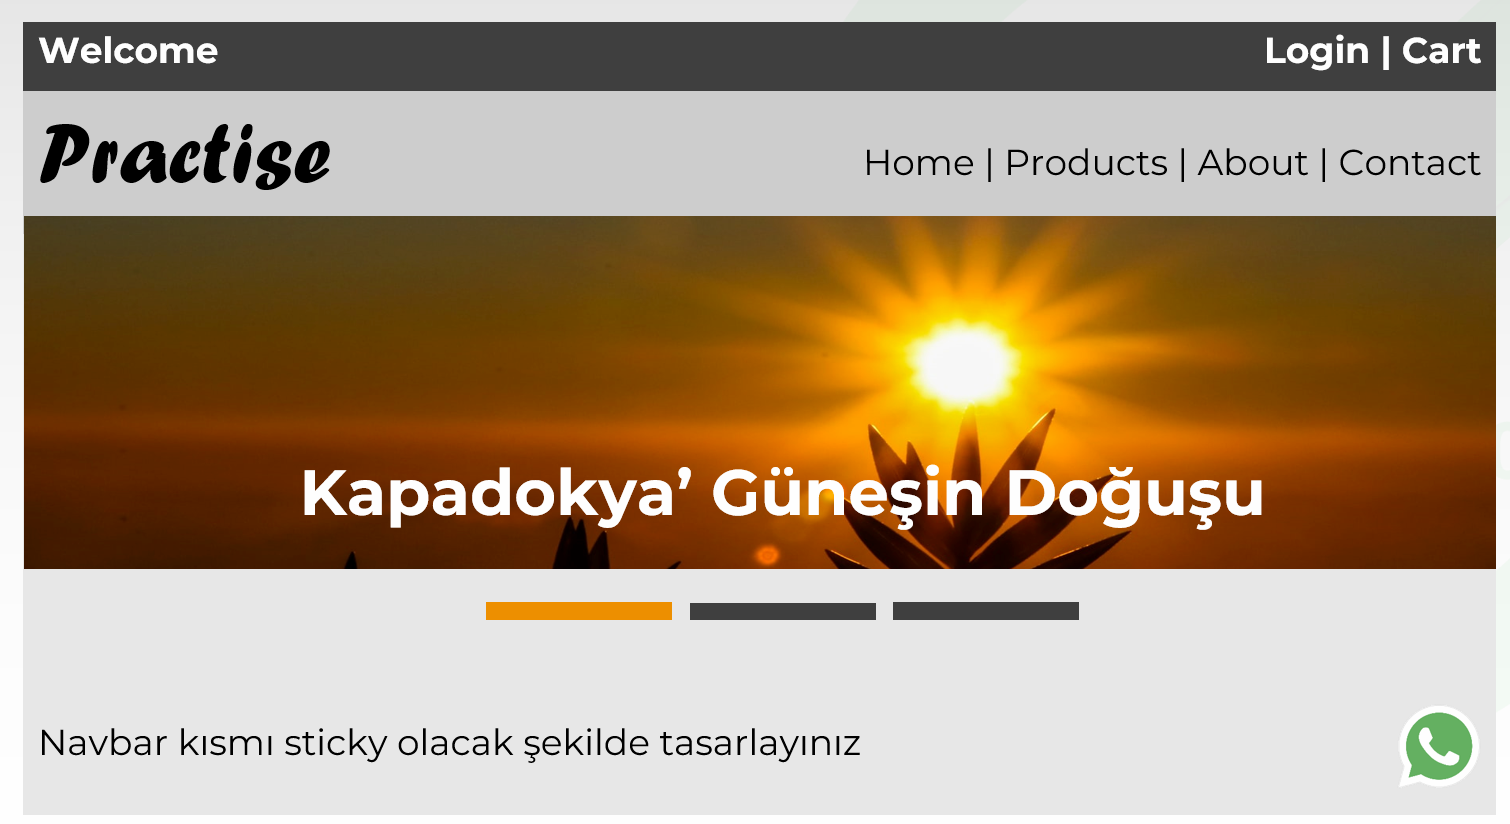 Welcome
Login | Cart
Practise
Home | Products | About | Contact
Kapadokya’ Güneşin Doğuşu
Navbar kısmı sticky olacak şekilde tasarlayınız